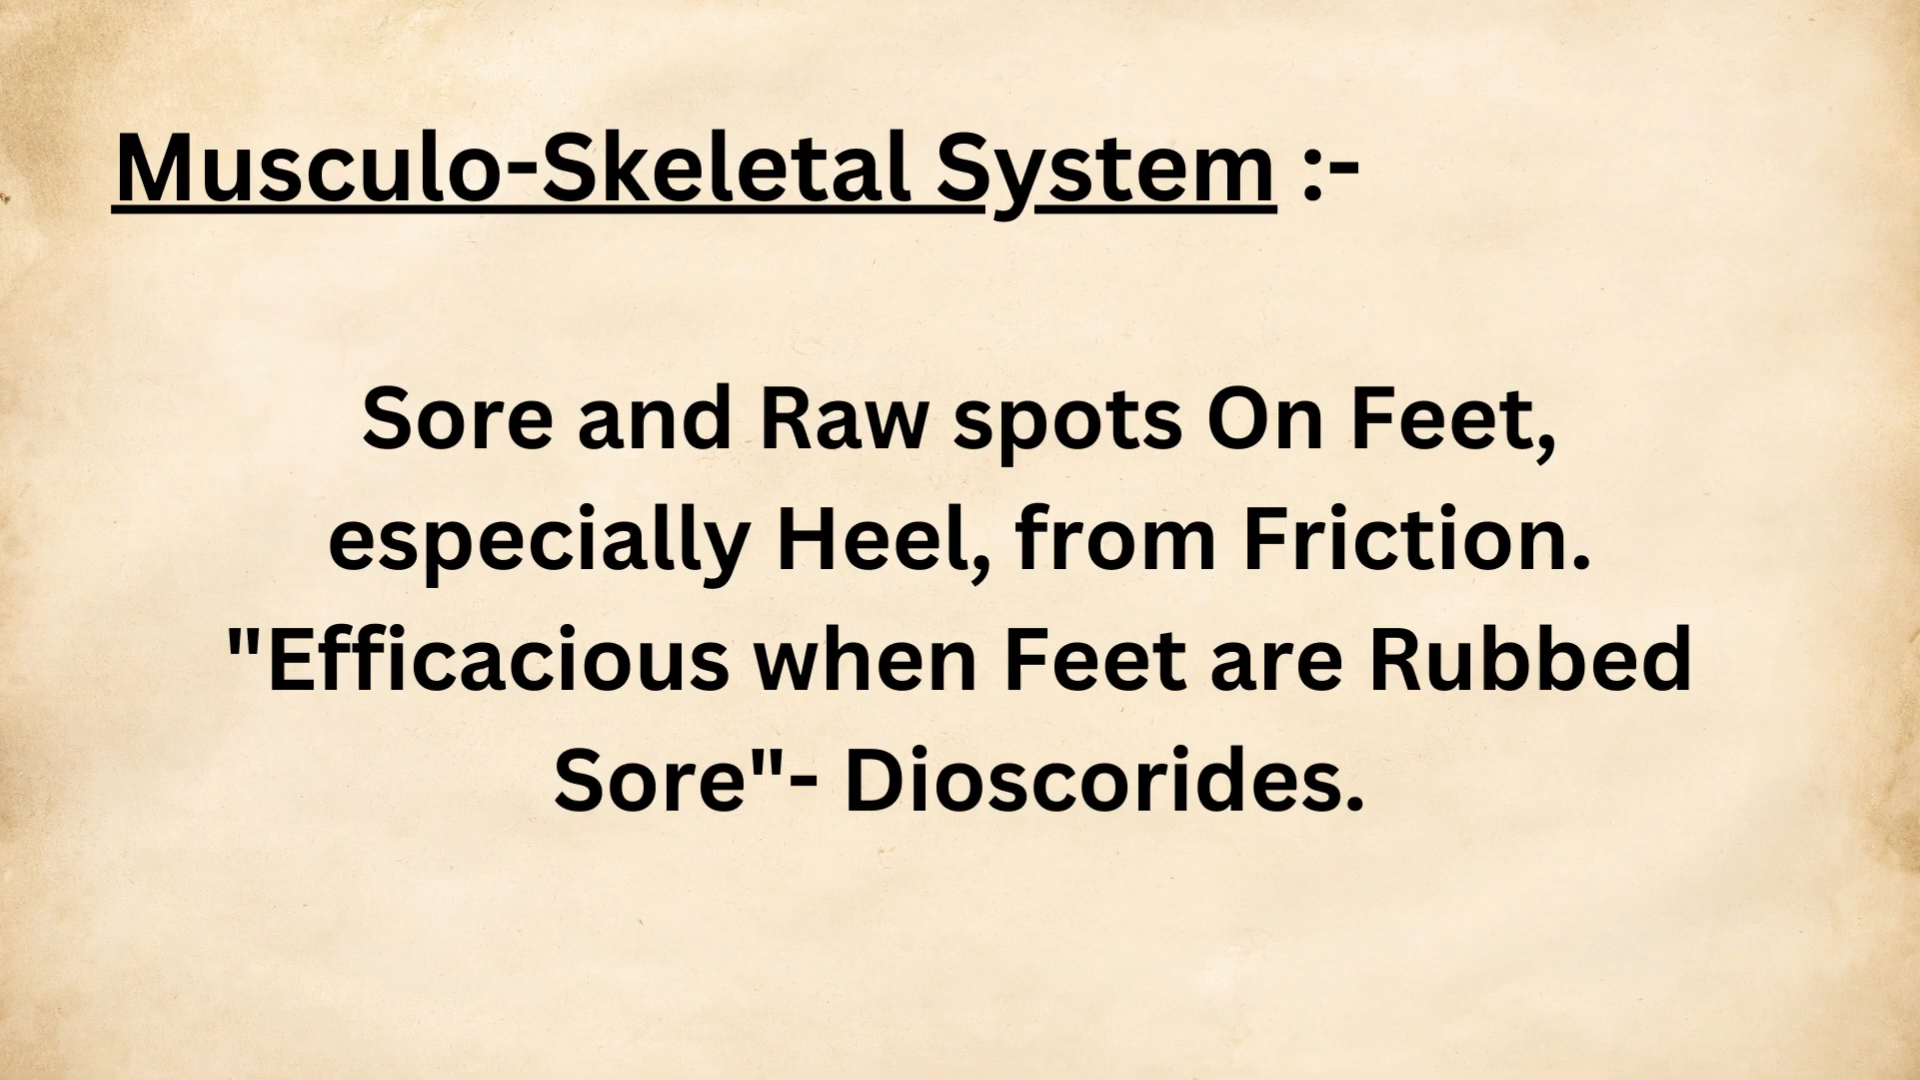 Musculo-Skeletal System :-
Sore and Raw spots On Feet,
especially Heel, from Friction.
"Efficacious when Feet are Rubbed
Sore"- Dioscorides.